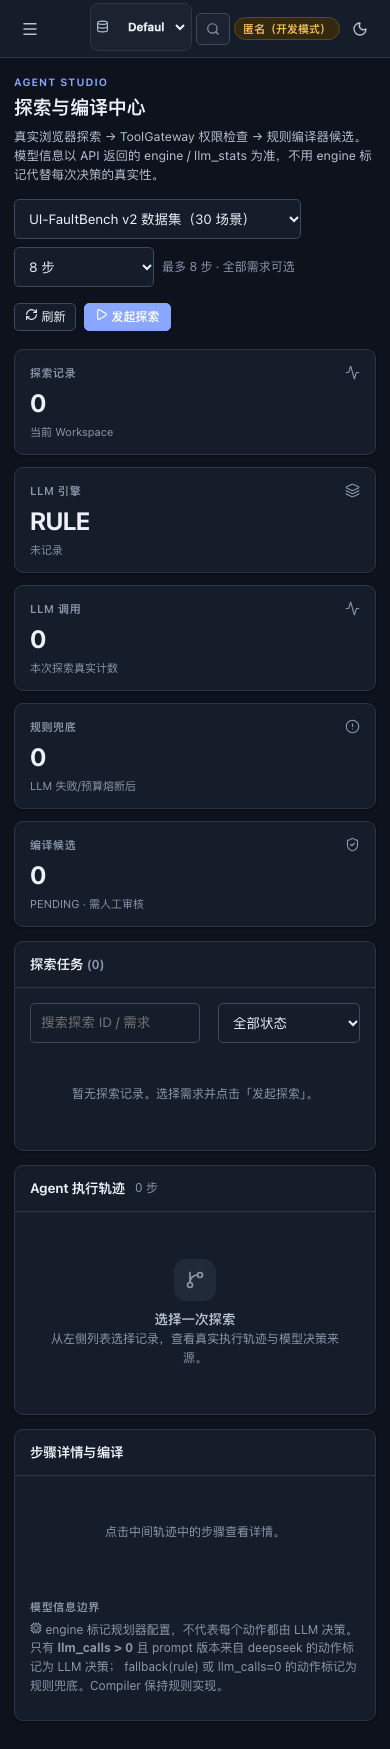 Defaul
匿名（开发模式）
AGENT STUDIO
探索与编译中心
真实浏览器探索 → ToolGateway 权限检查 → 规则编译器候选。
模型信息以 API 返回的 engine / llm_stats 为准，不用 engine 标
记代替每次决策的真实性。
UI-FaultBench v2 数据集（30 场景）
8 步
最多 8 步 · 全部需求可选
刷新
发起探索
探索记录
0
当前 Workspace
LLM 引擎
RULE
未记录
LLM 调用
0
本次探索真实计数
规则兜底
0
LLM 失败/预算熔断后
编译候选
0
PENDING · 需人工审核
探索任务 (0)
搜索探索 ID / 需求
全部状态
暂无探索记录。选择需求并点击「发起探索」。
Agent 执行轨迹 0 步
选择一次探索
从左侧列表选择记录，查看真实执行轨迹与模型决策来
源。
步骤详情与编译
点击中间轨迹中的步骤查看详情。
模型信息边界
engine 标记规划器配置，不代表每个动作都由 LLM 决策。
只有 llm_calls > 0 且 prompt 版本来自 deepseek 的动作标
记为 LLM 决策； fallback(rule) 或 llm_calls=0 的动作标记为
规则兜底。Compiler 保持规则实现。